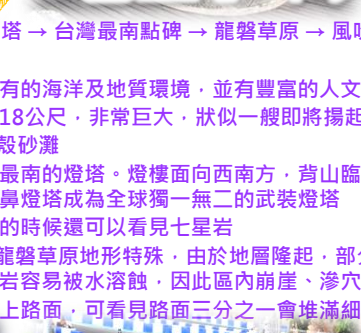 塔 → 台灣最南點碑 → 龍磐草原 → 風
有的海洋及地質環境，並有豐富的人文
18公尺，非常巨大，狀似一艘即將揚起
殼砂灘
最南的燈塔。燈樓面向西南方，背山臨
鼻燈塔成為全球獨一無二的武裝燈塔
的時候還可以看見七星岩
龍磐草原地形特殊，由於地層隆起，部
岩容易被水溶蝕，因此區內崩崖、滲穴
上路面，可看見路面三分之一會堆滿細